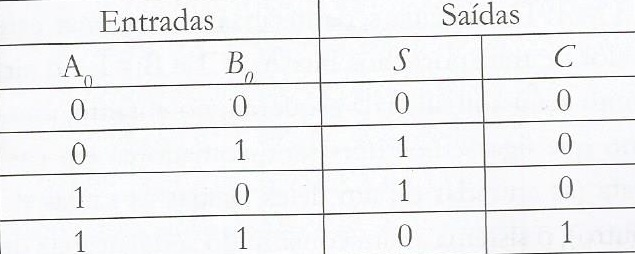 Entradas Saídas
A₀ B₀ S C
0 0 0 0
0 1 1 0
1 0 1 0
1 1 0 1